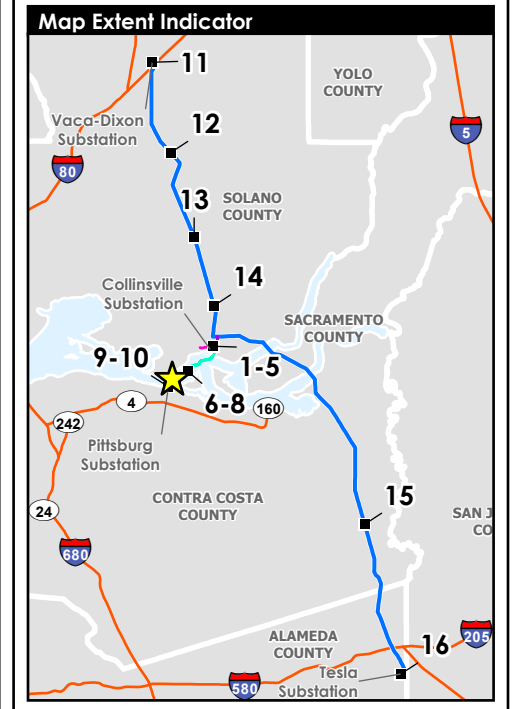 Map Extent Indicator
11
YOLO
COUNTY
Vaca-Dixon
Substation
12
5
80
13
SOLANO
COUNTY
Collinsville
Substation
14
SACRAMENTO
COUNTY
9-10
1-5
6-8
4
160
242
Pittsburg
Substation
15
CONTRA COSTA
COUNTY
24
SAN J
CO
680
ALAMEDA
COUNTY
205
16
Tesla
Substation
580